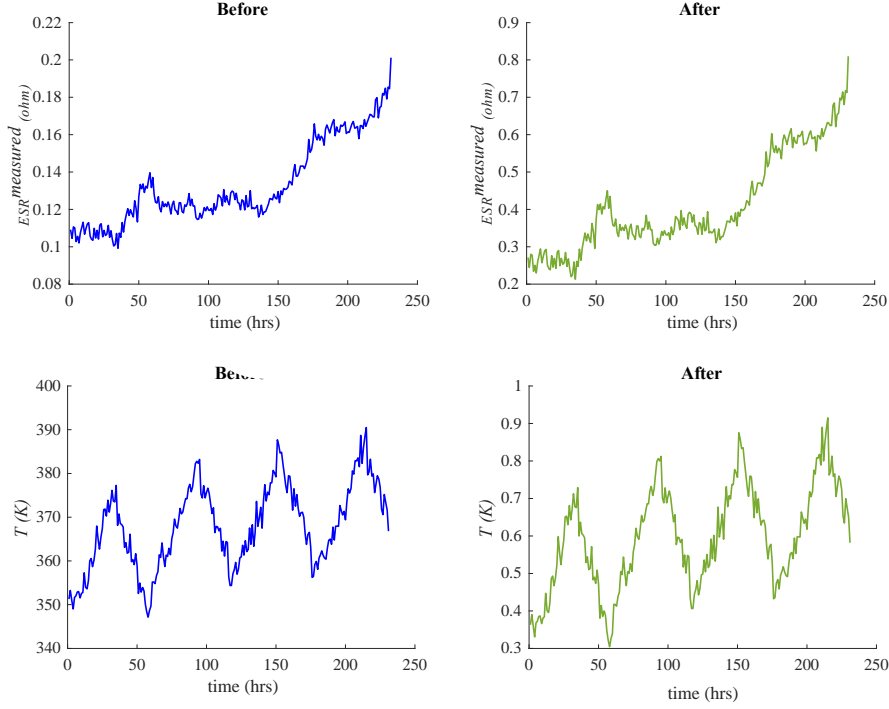 Before
0.22
0.2
0.18
0.16
0.14
0.12
0.1
0.08
ESR measured (ohm)
0 50 100 150 200 250
time (hrs)
After
0.9
0.8
0.7
0.6
0.5
0.4
0.3
0.2
ESR measured (ohm)
0 50 100 150 200 250
time (hrs)
400
390
380
370
360
350
340
T (K)
0 50 100 150 200 250
time (hrs)
After
1
0.9
0.8
0.7
0.6
0.5
0.4
0.3
T (K)
0 50 100 150 200 250
time (hrs)